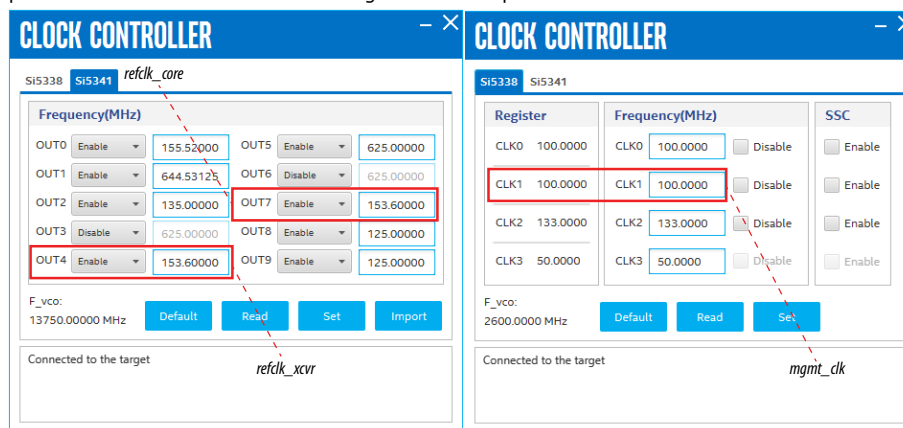 CLOCK CONTROLLER
Si5338 Si5341 refclk_core
Frequency(MHz)
OUT0 Enable 155.52000 OUT5 Enable 625.00000
OUT1 Enable 644.53125 OUT6 Disable 625.00000
OUT2 Enable 135.00000 OUT7 Enable 153.60000
OUT3 Disable 625.00000 OUT8 Enable 125.00000
OUT4 Enable 153.60000 OUT9 Enable 125.00000
F_vco:
13750.00000 MHz Default Read Set Import
Connected to the target
refclk_xcvr
CLOCK CONTROLLER
Si5338 Si5341
Register Frequency(MHz) SSC
CLK0 100.0000 CLK0 100.0000 Disable Enable
CLK1 100.0000 CLK1 100.0000 Disable Enable
CLK2 133.0000 CLK2 133.0000 Disable Enable
CLK3 50.0000 CLK3 50.0000 Disable Enable
F_vco:
2600.0000 MHz Default Read Set
Connected to the target
mgmt_clk